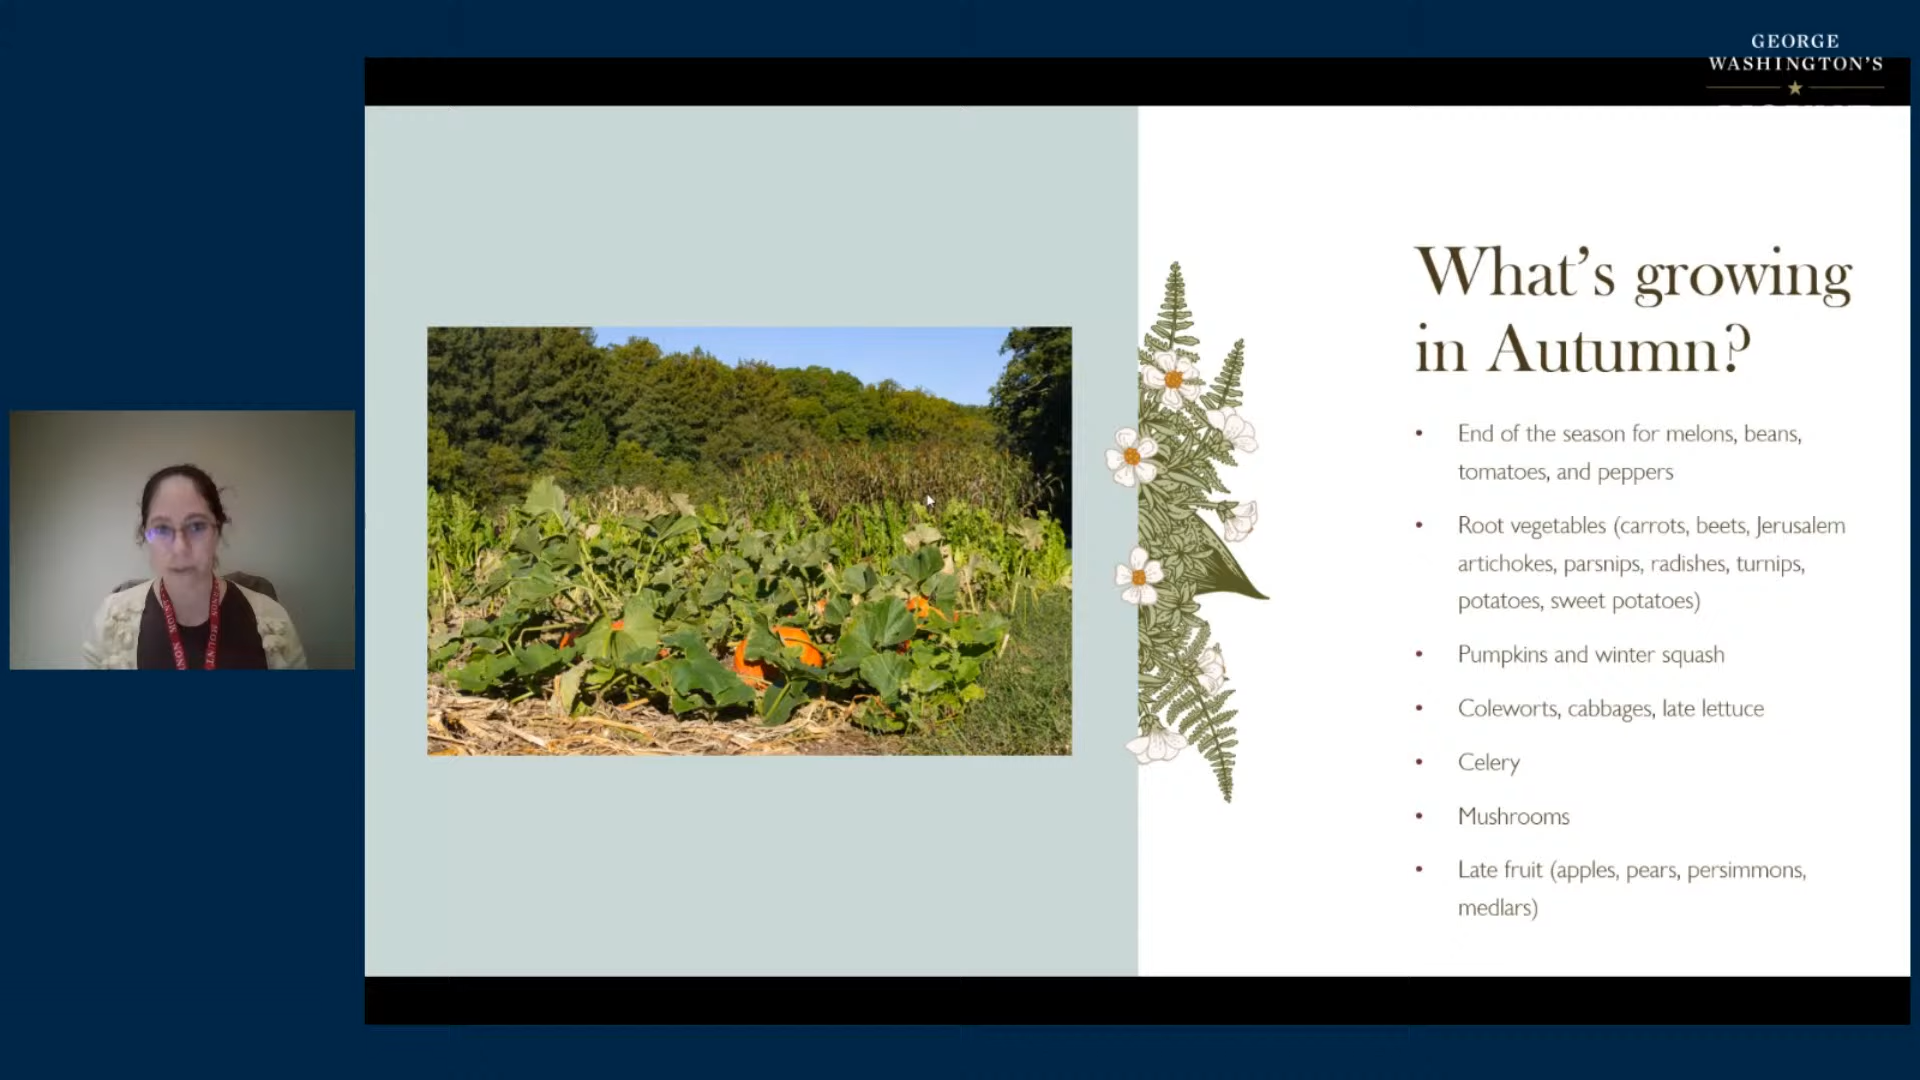 GEORGE
WASHINGTON'S
What's growing
in Autumn?
• End of the season for melons, beans,
tomatoes, and peppers
• Root vegetables (carrots, beets, Jerusalem
artichokes, parsnips, radishes, turnips,
potatoes, sweet potatoes)
• Pumpkins and winter squash
• Coleworts, cabbages, late lettuce
• Celery
• Mushrooms
• Late fruit (apples, pears, persimmons,
medlars)
MOUNT